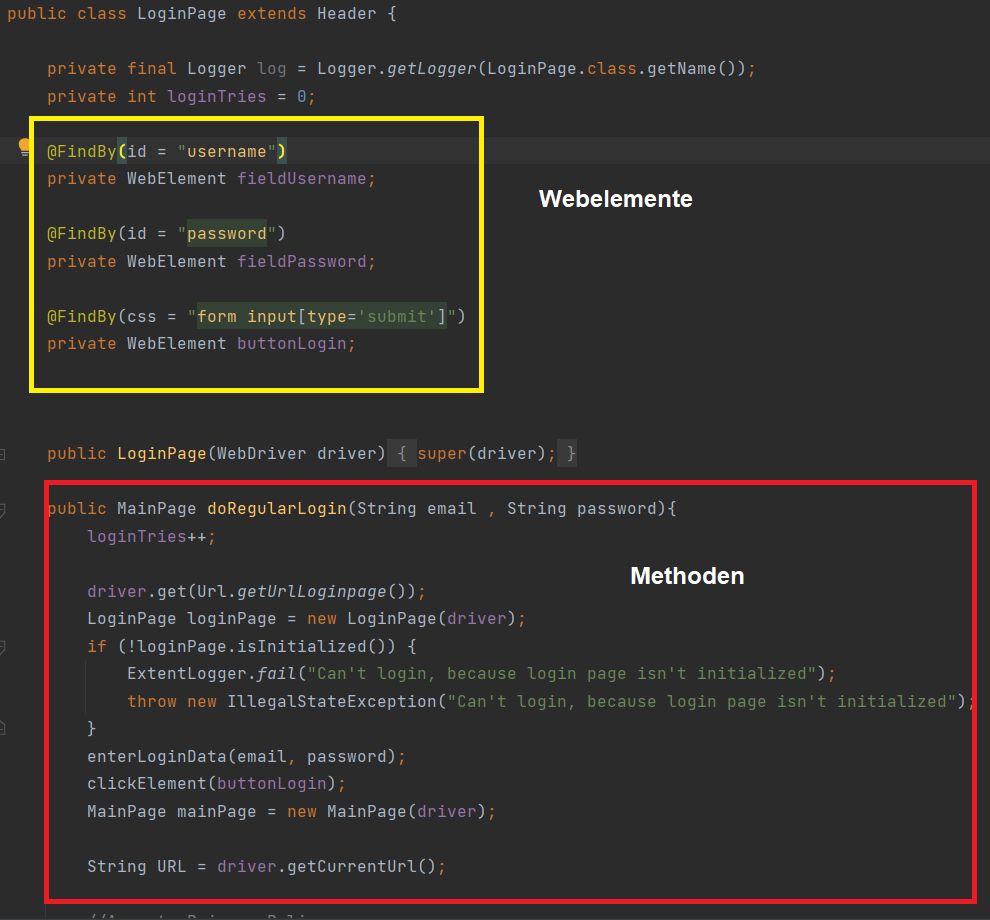 public class LoginPage extends Header {
private final Logger log = Logger.getLogger(LoginPage.class.getName());
private int loginTries = 0;
@FindBy(id = "username")
private WebElement fieldUsername;
Webelemente
@FindBy(id = "password")
private WebElement fieldPassword;
@FindBy(css = "form input[type='submit']")
private WebElement buttonLogin;
public LoginPage(WebDriver driver) { super(driver); }
public MainPage doRegularLogin(String email , String password){
loginTries++;
Methoden
driver.get(Url.getUrlLoginpage());
LoginPage loginPage = new LoginPage(driver);
if (!loginPage.isInitialized()) {
ExtentLogger.fail("Can't login, because login page isn't initialized");
throw new IllegalStateException("Can't login, because login page isn't initialized");
}
enterLoginData(email, password);
clickElement(buttonLogin);
MainPage mainPage = new MainPage(driver);
String URL = driver.getCurrentUrl();